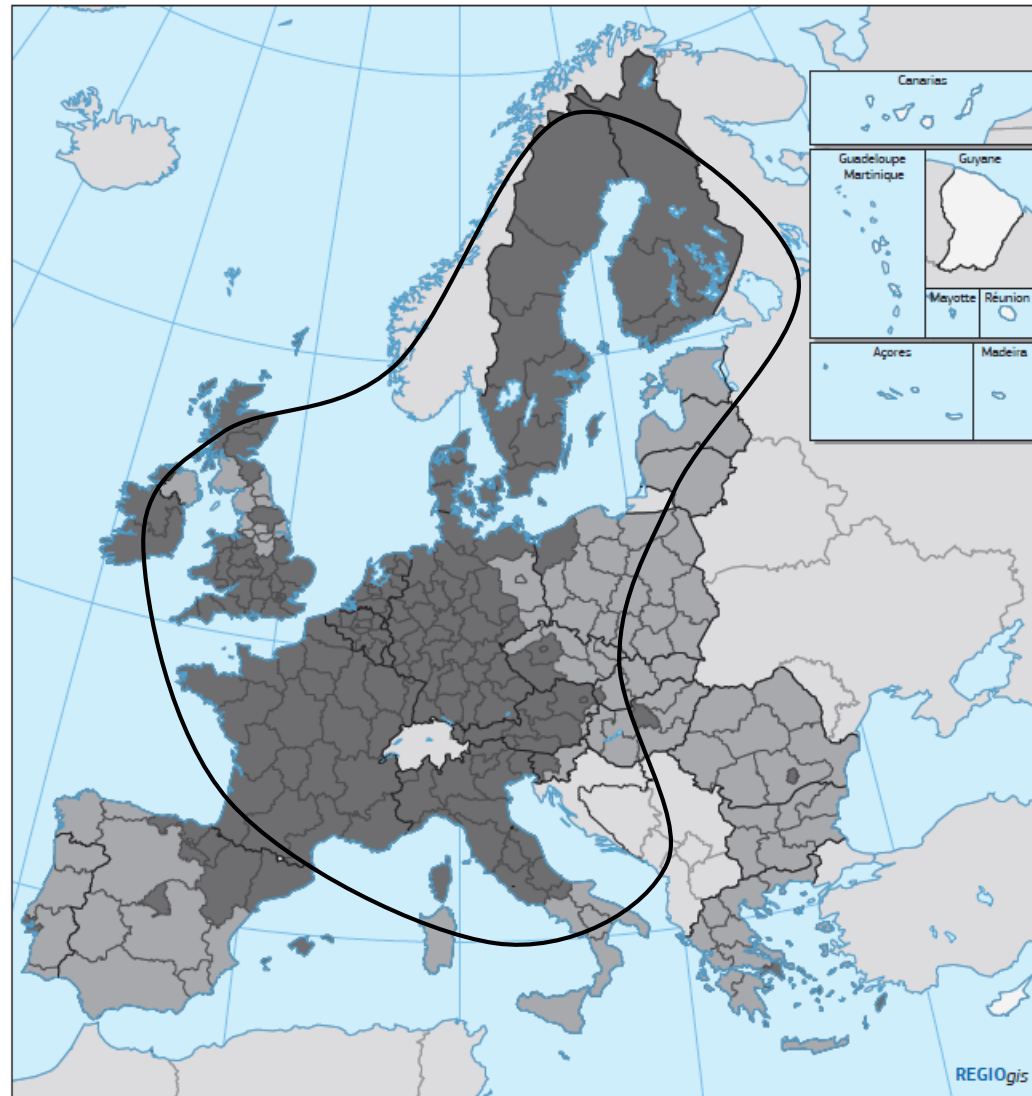 Canarias
Guadeloupe
Martinique
Guyane
Mayotte
Réunion
Açores
Madeira
REGIOgis